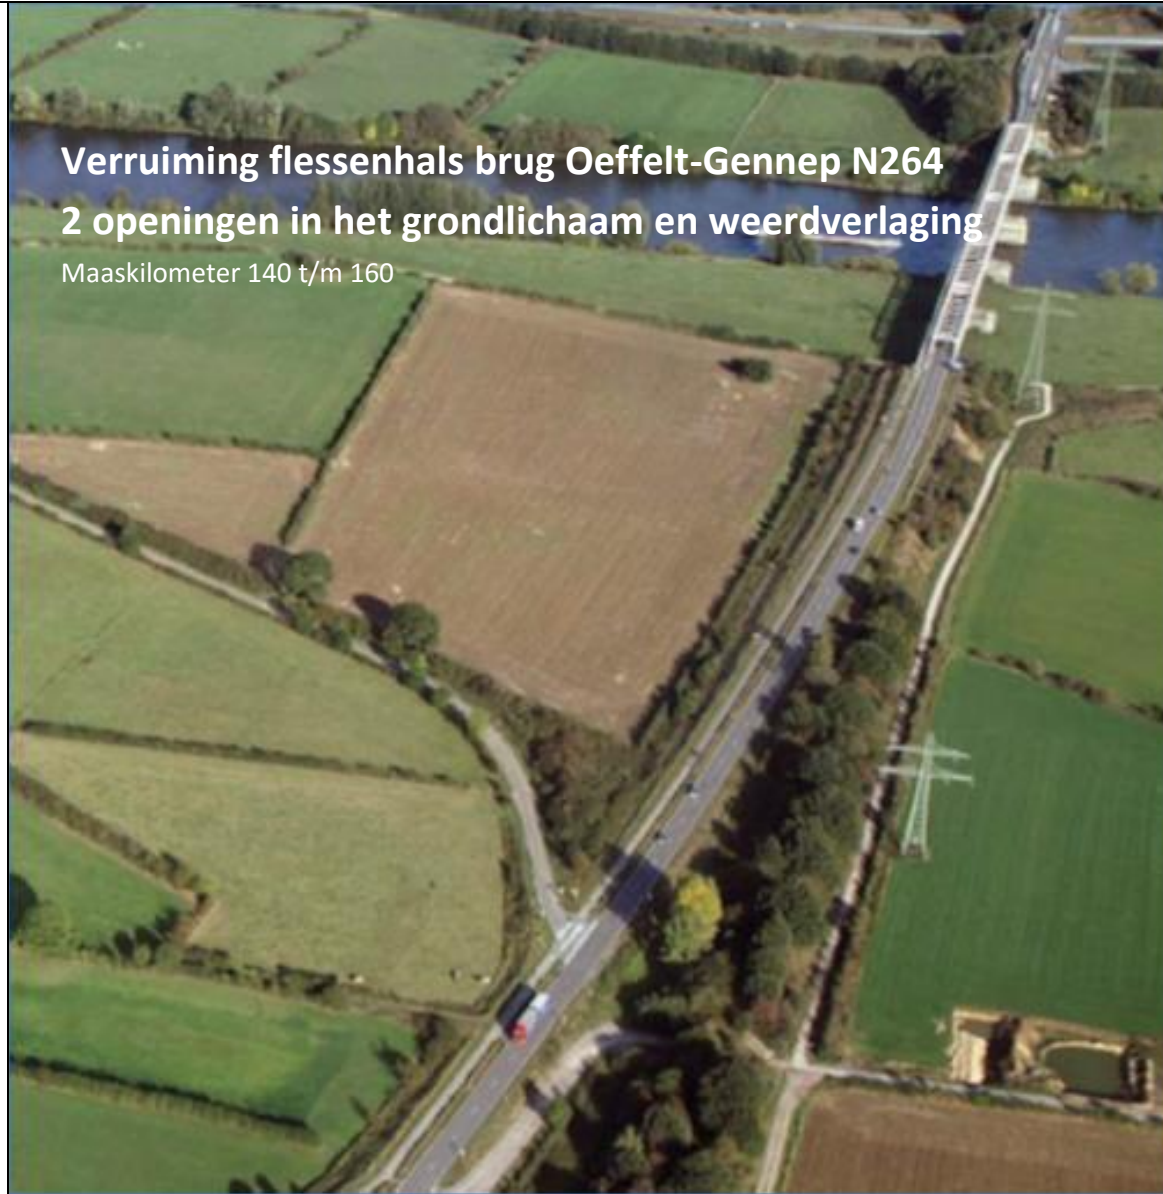 Verruiming flessenhals brug Oeffelt-Gennep N264
2 openingen in het grondlichaam en weerdverlaging
Maaskilometer 140 t/m 160